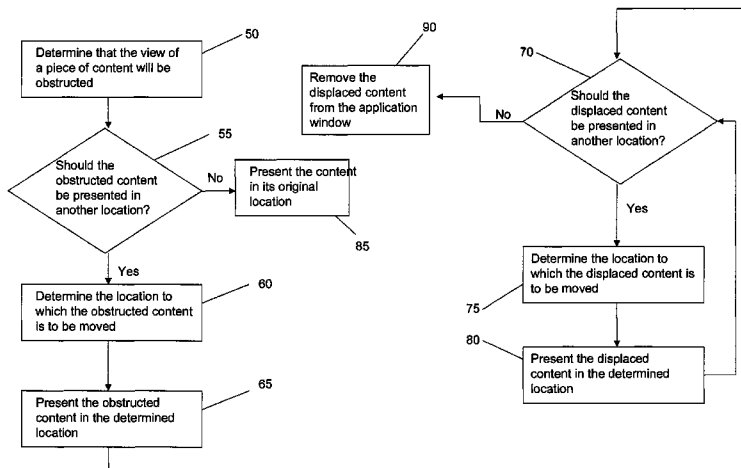 50
Determine that the view of
a piece of content will be
obstructed
55
Should the
obstructed content
be presented in
another location?
No
Present the content
in its original
location
85
Yes
60
Determine the location to
which the obstructed content
is to be moved
65
Present the obstructed
content in the determined
location
90
Remove the
displaced content
from the application
window
No
70
Should the
displaced content
be presented in
another location?
Yes
Determine the location to
which the displaced content is
to be moved
75
80
Present the displaced
content in the determined
location